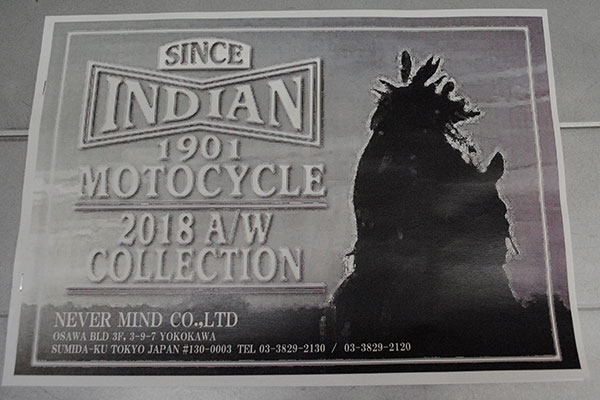 SINCE
INDIAN
1901
MOTOCYCLE
2018 A/W
COLLECTION
NEVER MIND CO.,LTD
OSAWA BLD 3F, 3-9-7 YOKOKAWA
SUMIDA-KU TOKYO JAPAN #130-0003 TEL 03-3829-2130 / 03-3829-2120